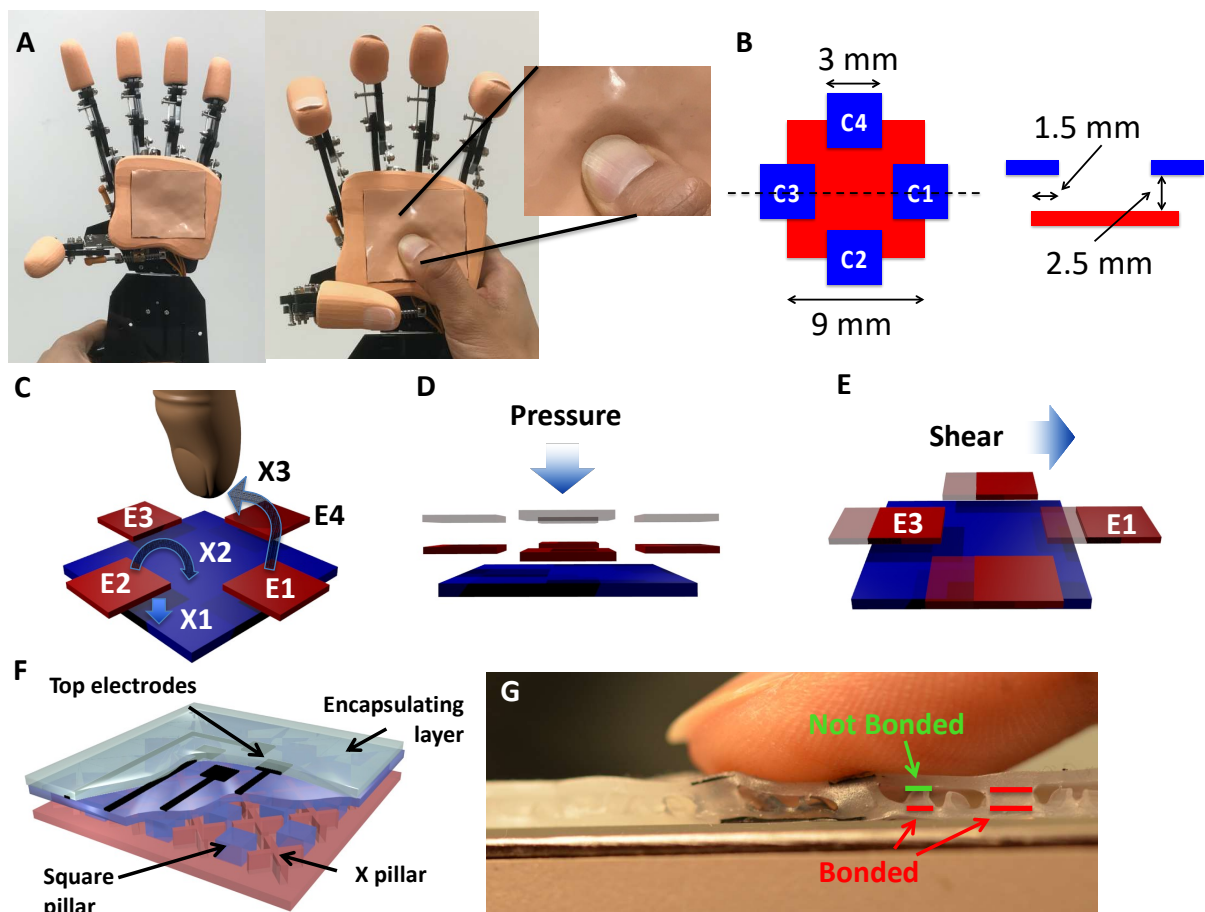 A
B
3 mm
C4
C3
C1
C2
9 mm
1.5 mm
2.5 mm
C
X3
E3
E4
X2
E2
E1
X1
D
Pressure
E
Shear
E3
E1
F
Top electrodes
Encapsulating
layer
Square
pillar
X pillar
G
Not Bonded
Bonded